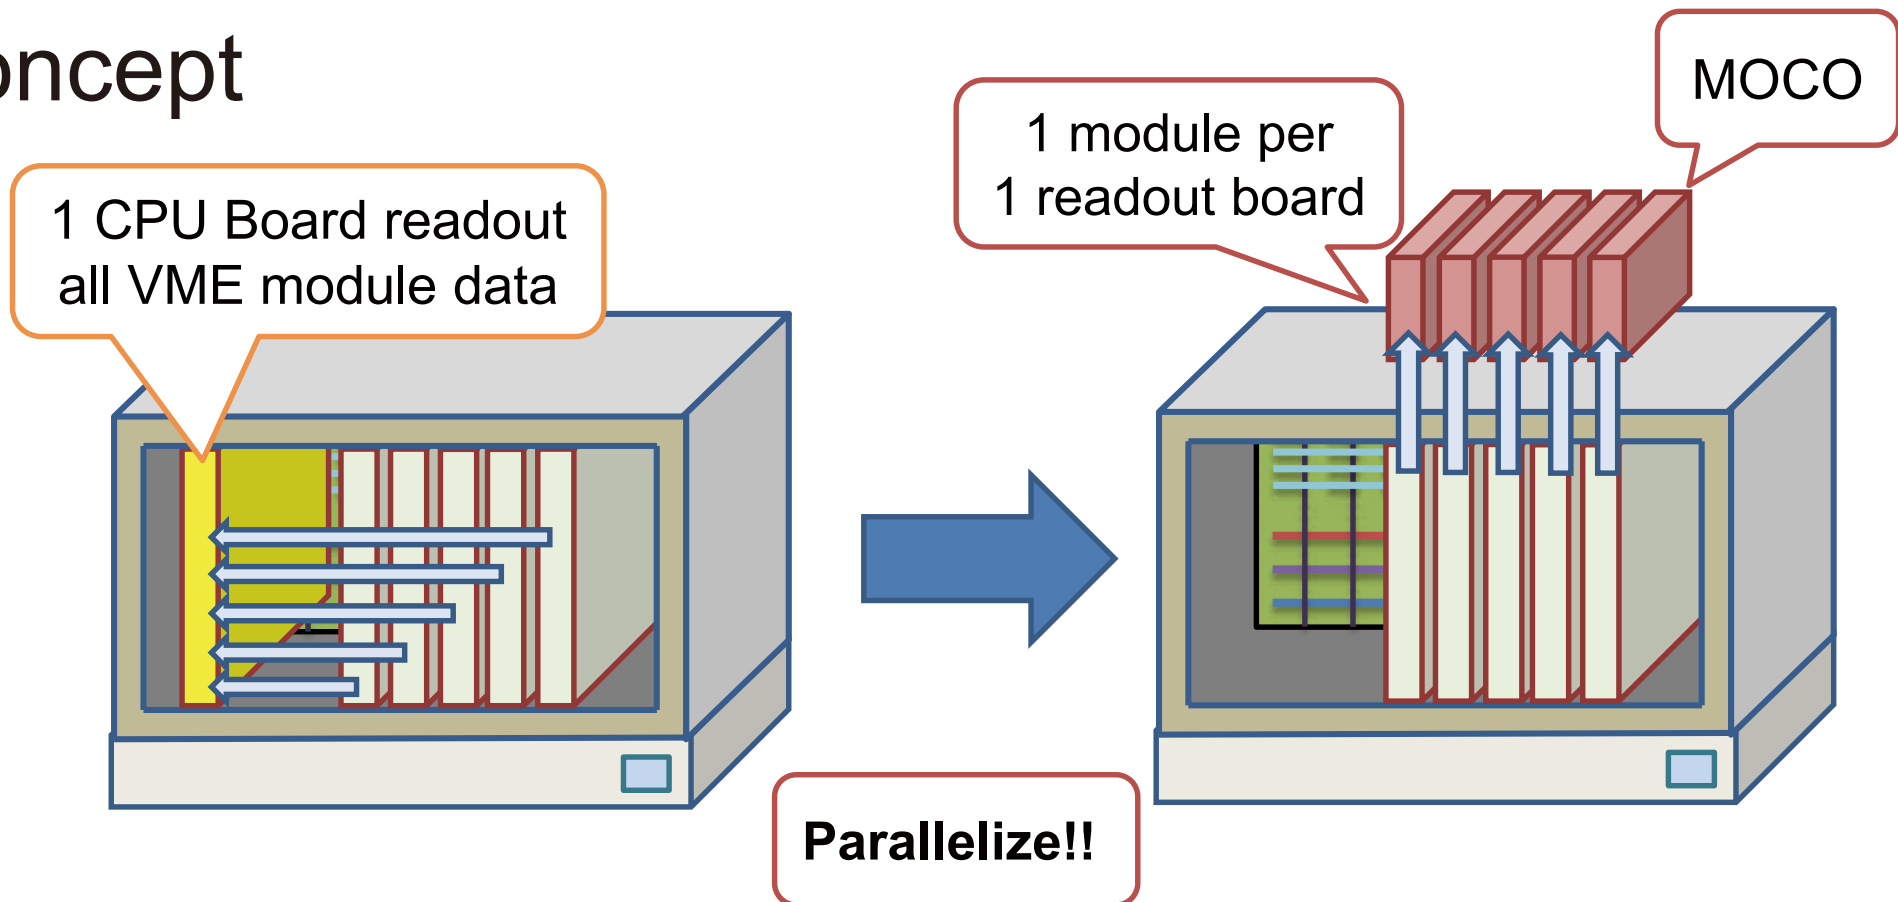 oncept
1 CPU Board readout
all VME module data
1 module per
1 readout board
MOCO
Parallelize!!